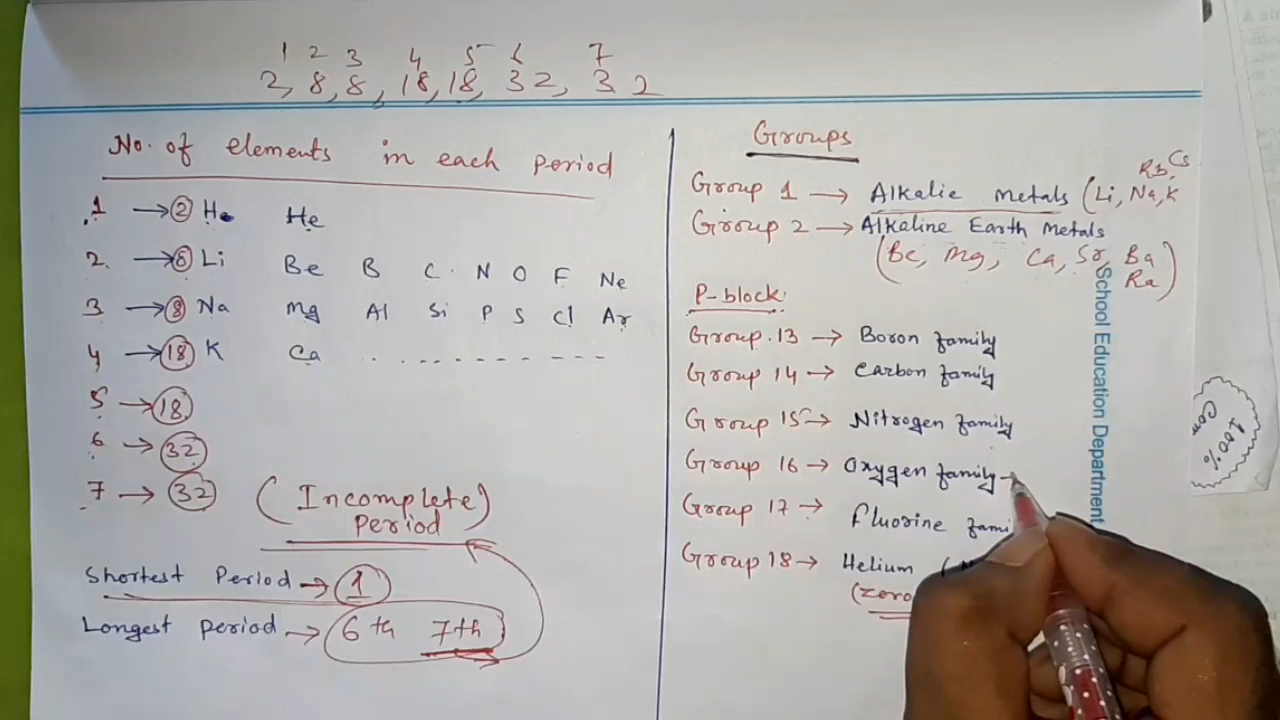 1 2 3 4 5 6 7
2, 8, 8, 18, 18, 32, 32
No. of elements in each period
1 → 2 He He
2. → 8 Li Be B C N O F Ne
3 → 8 Na Mg Al Si P S Cl Ar
4 → 18 K Ca .. - - - - - - - - - -
5 → 18
6 → 32
7 → 32 (Incomplete)
period
Shortest Period → 1
Longest period → 6th 7th
Groups
Rb, Cs
Group 1 → Alkalie metals (Li, Na, K
Group 2 → Alkaline Earth Metals
(Be, Mg, Ca, Sr, Ba
Ra)
P-block
Group.13 → Boron family
Group 14 → Carbon family
Group 15 → Nitrogen family
Group 16 → Oxygen family -
Group 17 → Fluorine fami
Group 18 → Helium
(zero
School Education Department
100%